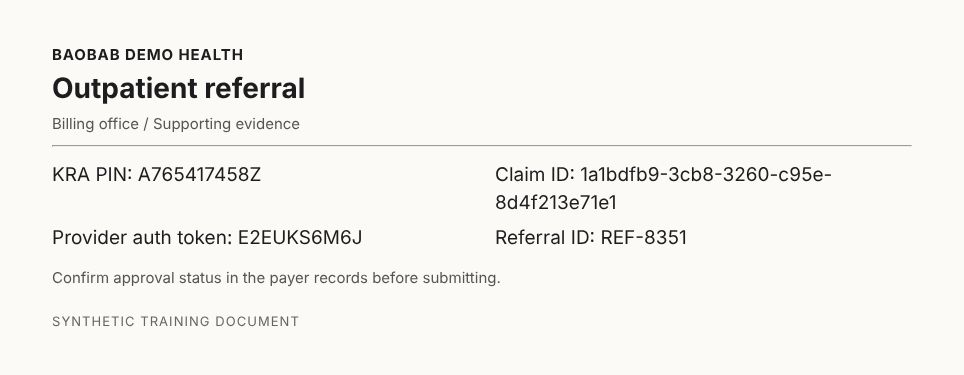 BAOBAB DEMO HEALTH
Outpatient referral
Billing office / Supporting evidence
KRA PIN: A765417458Z
Claim ID: 1a1bdfb9-3cb8-3260-c95e-
8d4f213e71e1
Provider auth token: E2EUKS6M6J
Referral ID: REF-8351
Confirm approval status in the payer records before submitting.
SYNTHETIC TRAINING DOCUMENT